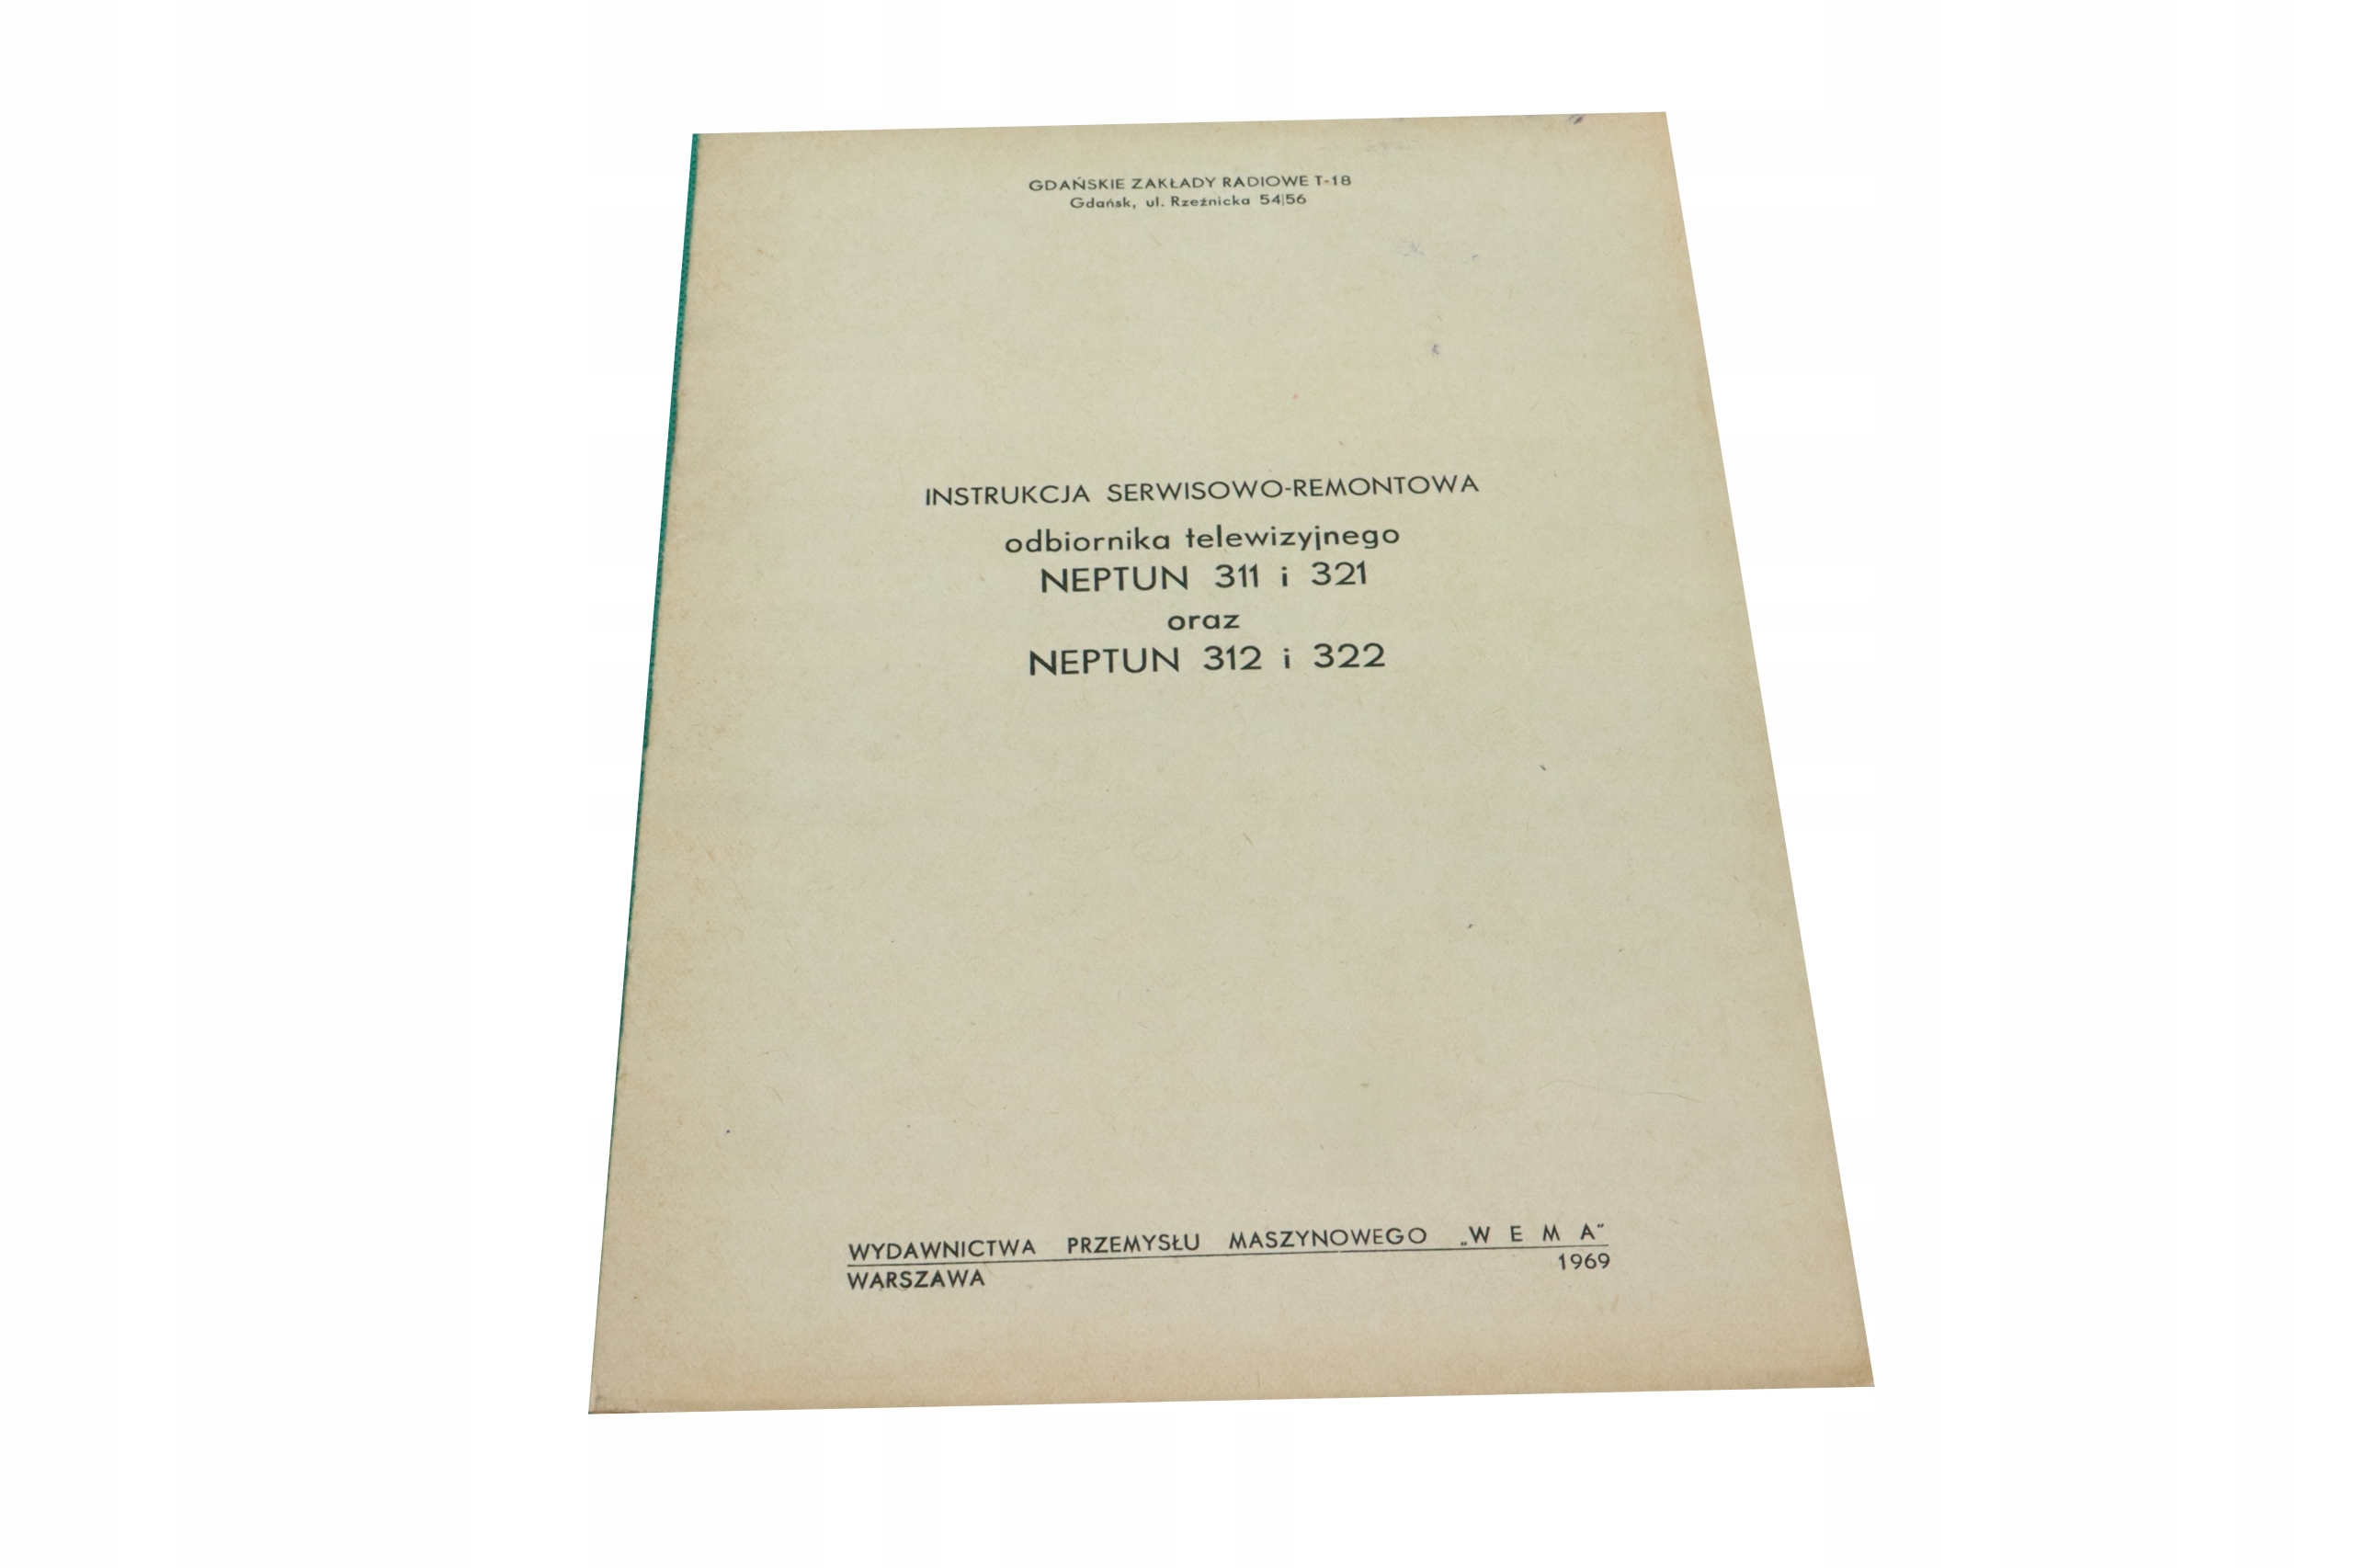 GDAŃSKIE ZAKŁADY RADIOWE T-18
Gdańsk, ul. Rzeźnicka 54|56
INSTRUKCJA SERWISOWO-REMONTOWA
odbiornika telewizyjnego
NEPTUN 311 i 321
oraz
NEPTUN 312 i 322
WYDAWNICTWA PRZEMYSŁU MASZYNOWEGO „W E M A”
WARSZAWA 1969